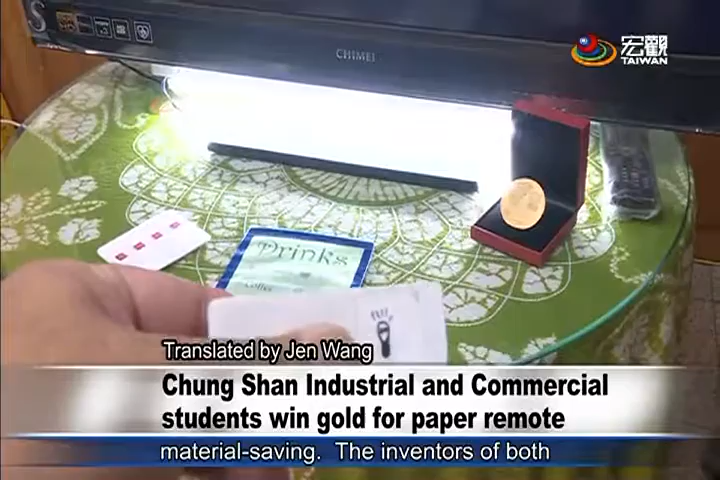 CHIMEI
宏觀
TAIWAN
Drinks
Translated by Jen Wang
Chung Shan Industrial and Commercial
students win gold for paper remote
material-saving. The inventors of both